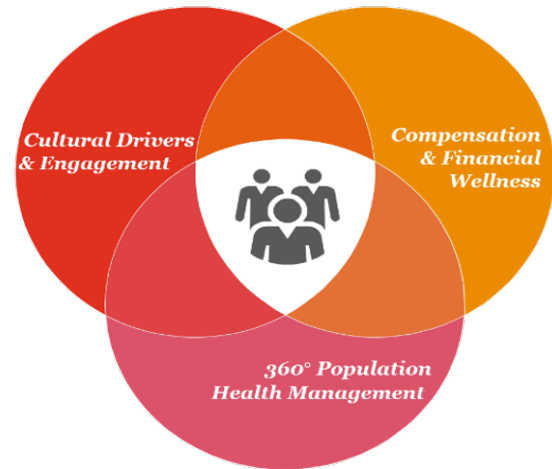 Cultural Drivers
& Engagement
Compensation
& Financial
Wellness
360° Population
Health Management